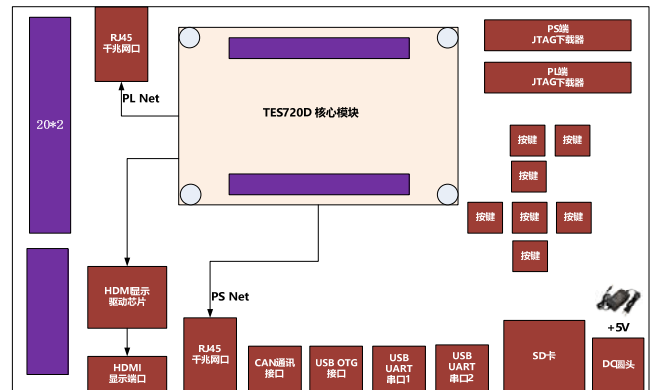 RJ45
千兆网口
PS端
JTAG下载器
PL端
JTAG下载器
PL Net
TES720D 核心模块
20*2
按键
按键
按键
按键
按键
按键
按键
HDMI显示
驱动芯片
PS Net
+5V
RJ45
千兆网口
CAN通讯
接口
USB OTG
接口
USB
UART
串口1
USB
UART
串口2
SD卡
DC圆头
HDMI
显示端口